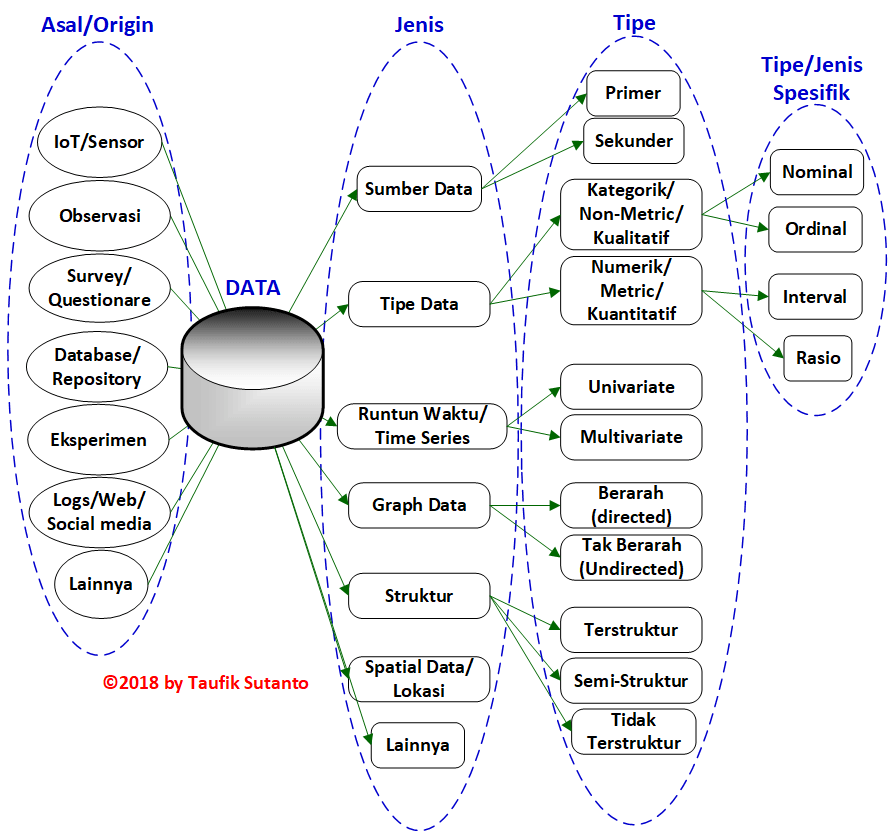 Asal/Origin
IoT/Sensor
Observasi
Survey/
Questionare
Database/
Repository
Eksperimen
Logs/Web/
Social media
Lainnya
DATA
©2018 by Taufik Sutanto
Jenis
Sumber Data
Tipe Data
Runtun Waktu/
Time Series
Graph Data
Struktur
Spatial Data/
Lokasi
Lainnya
Tipe
Primer
Sekunder
Kategorik/
Non-Metric/
Kualitatif
Numerik/
Metric/
Kuantitatif
Univariate
Multivariate
Berarah
(directed)
Tak Berarah
(Undirected)
Terstruktur
Semi-Struktur
Tidak
Terstruktur
Tipe/Jenis
Spesifik
Nominal
Ordinal
Interval
Rasio